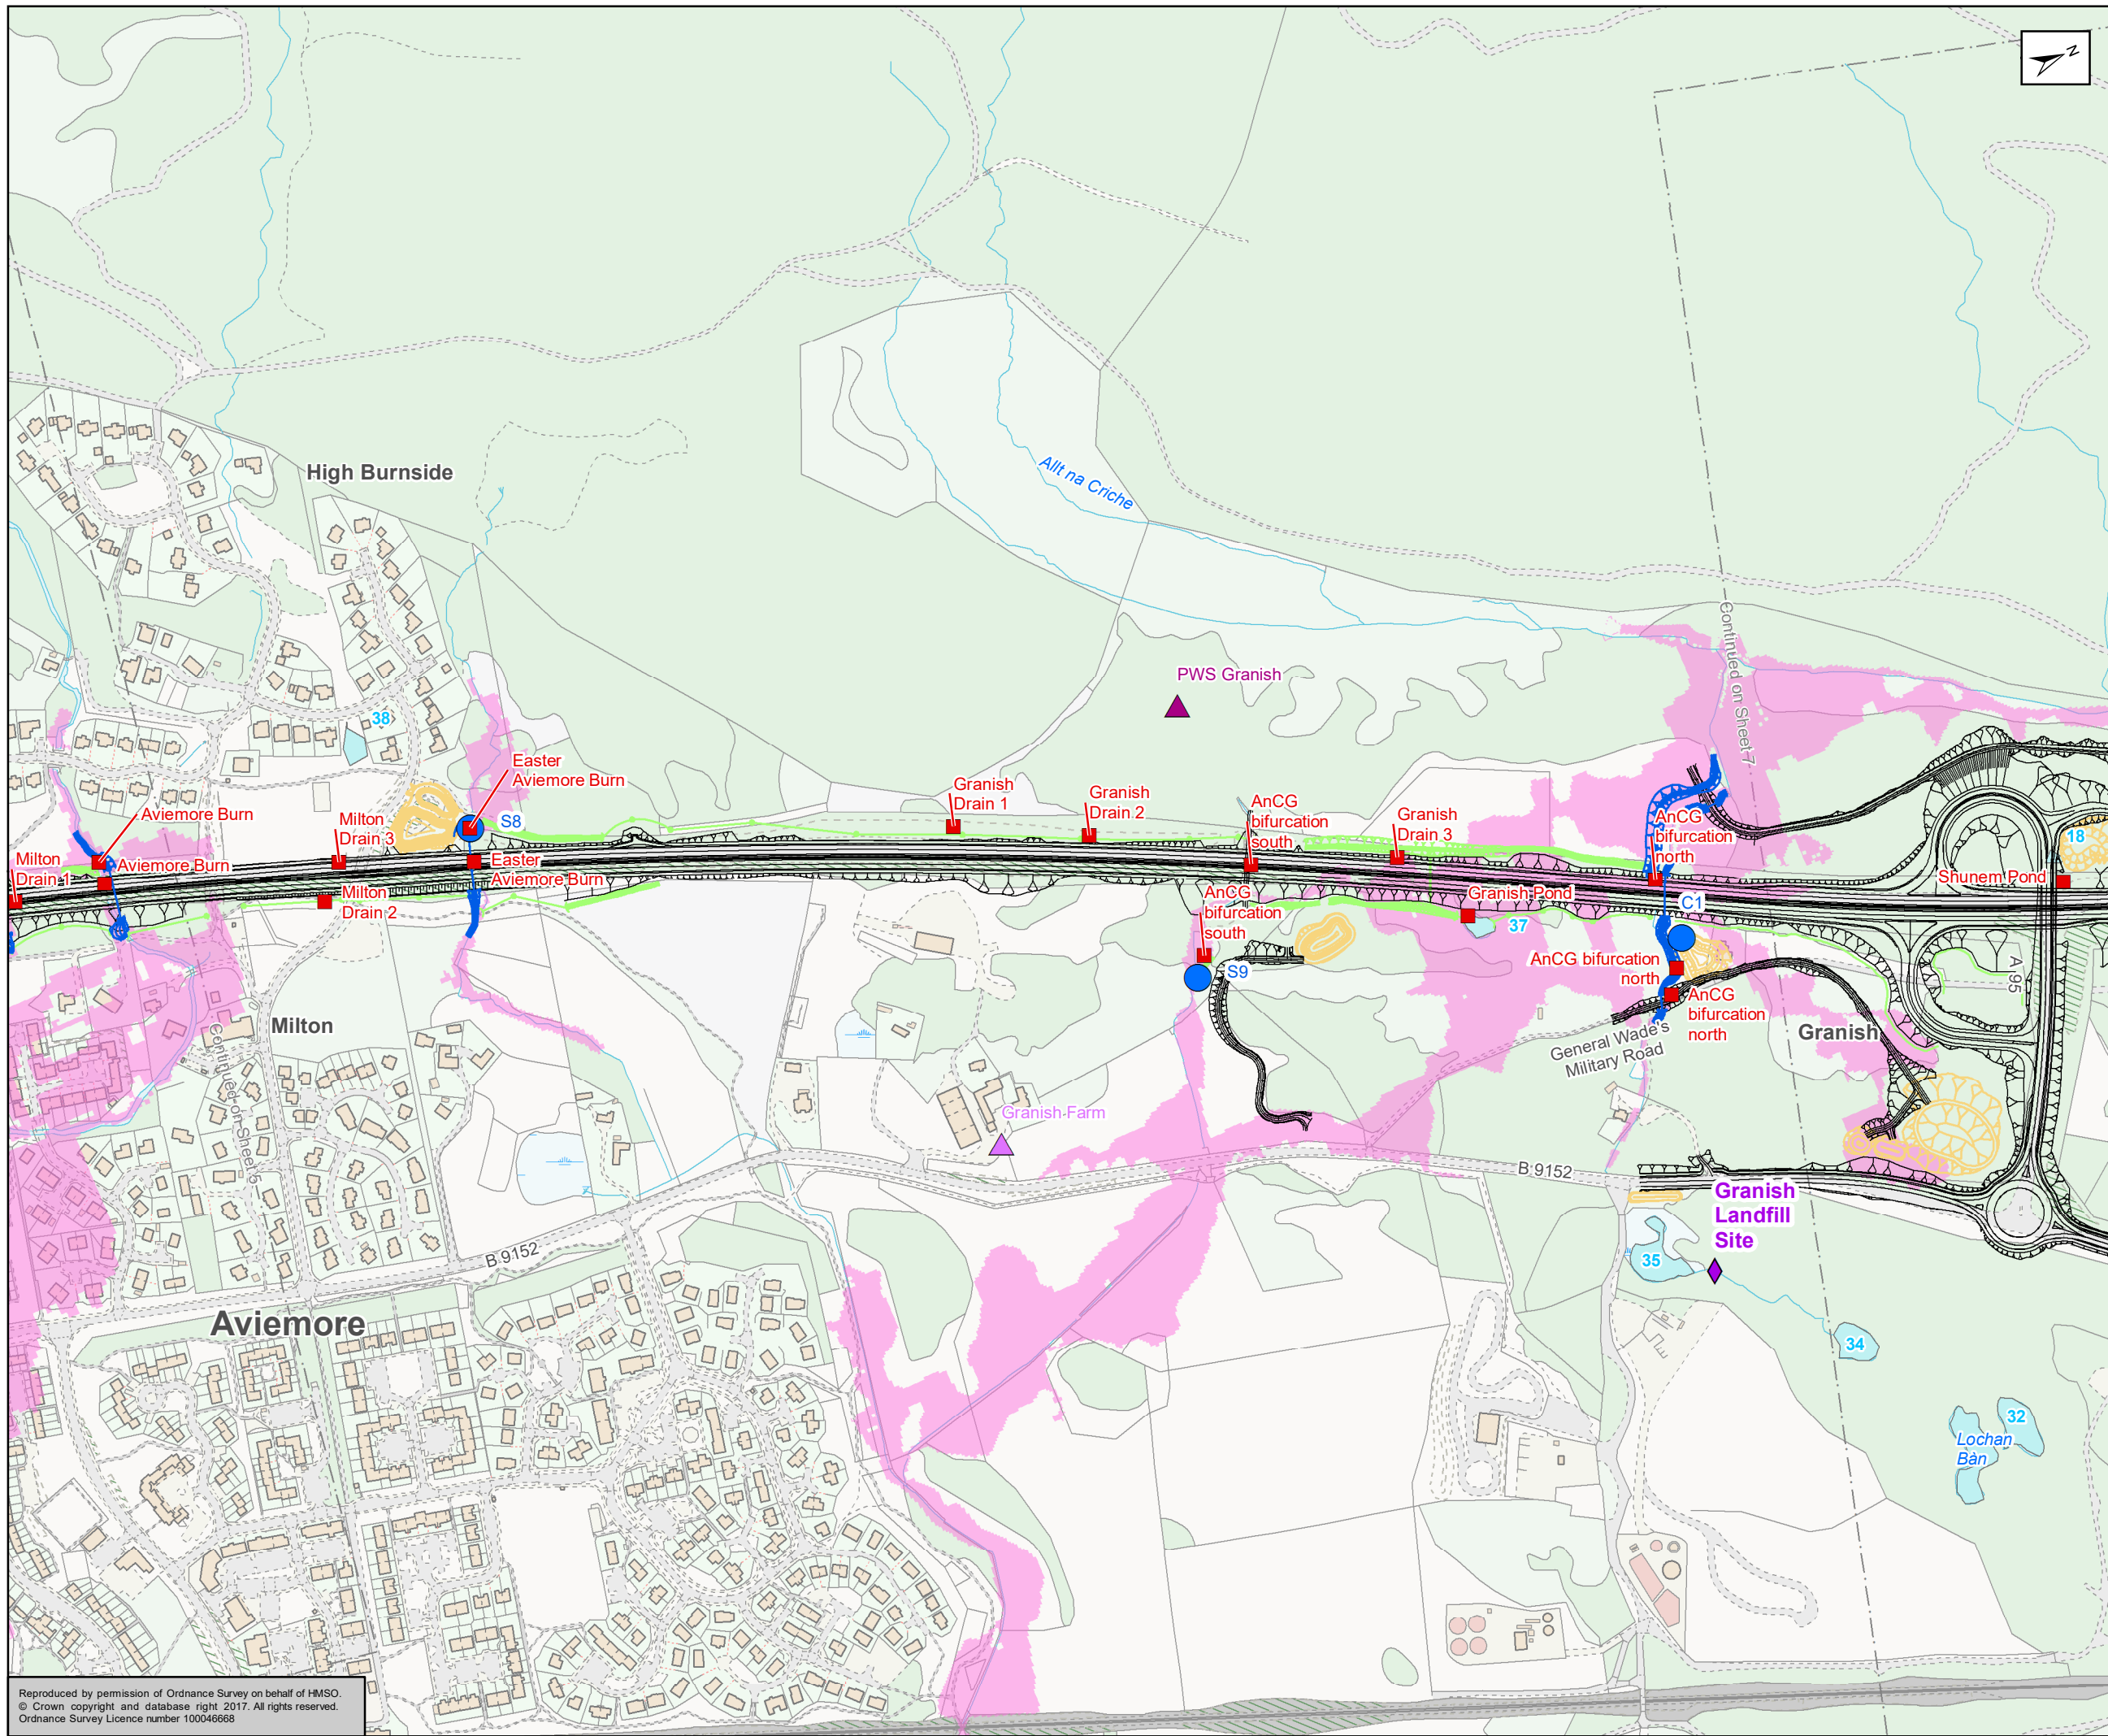 N
High Burnside
Allt na Criche
Continued on Sheet 7
PWS Granish
38
Easter
Aviemore Burn
S8
Aviemore Burn
Milton
Drain 3
Granish
Drain 1
Granish
Drain 2
AnCG
bifurcation
south
Granish
Drain 3
AnCG
bifurcation
north
18
Milton
Drain 1
Aviemore Burn
Easter
Aviemore Burn
Milton
Drain 2
AnCG
bifurcation
south
Granish Pond
37
C1
Shunem Pond
S9
AnCG bifurcation
north
AnCG
bifurcation
north
A 95
Milton
Continued on Sheet 5
General Wade's
Military Road
Granish
Granish Farm
B 9152
Granish
Landfill
Site
B 9152
35
Aviemore
34
32
Lochan
Bàn
Reproduced by permission of Ordnance Survey on behalf of HMSO.
© Crown copyright and database right 2017. All rights reserved.
Ordnance Survey Licence number 100046668